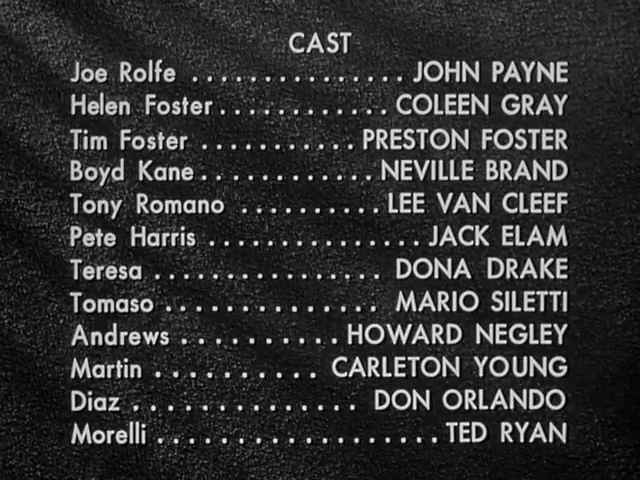 CAST
Joe Rolfe ............... JOHN PAYNE
Helen Foster............ COLEEN GRAY
Tim Foster ........... PRESTON FOSTER
Boyd Kane............ NEVILLE BRAND
Tony Romano .......... LEE VAN CLEEF
Pete Harris ............... JACK ELAM
Teresa ................ DONA DRAKE
Tomaso ............... MARIO SILETTI
Andrews ........... HOWARD NEGLEY
Martin .......... CARLETON YOUNG
Diaz ................ DON ORLANDO
Morelli .................... TED RYAN